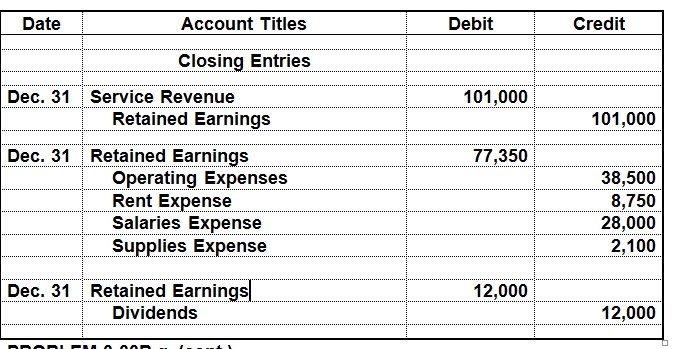 Date Account Titles Debit Credit
Closing Entries
Dec. 31 Service Revenue 101,000
Retained Earnings 101,000
Dec. 31 Retained Earnings 77,350
Operating Expenses 38,500
Rent Expense 8,750
Salaries Expense 28,000
Supplies Expense 2,100
Dec. 31 Retained Earnings 12,000
Dividends 12,000